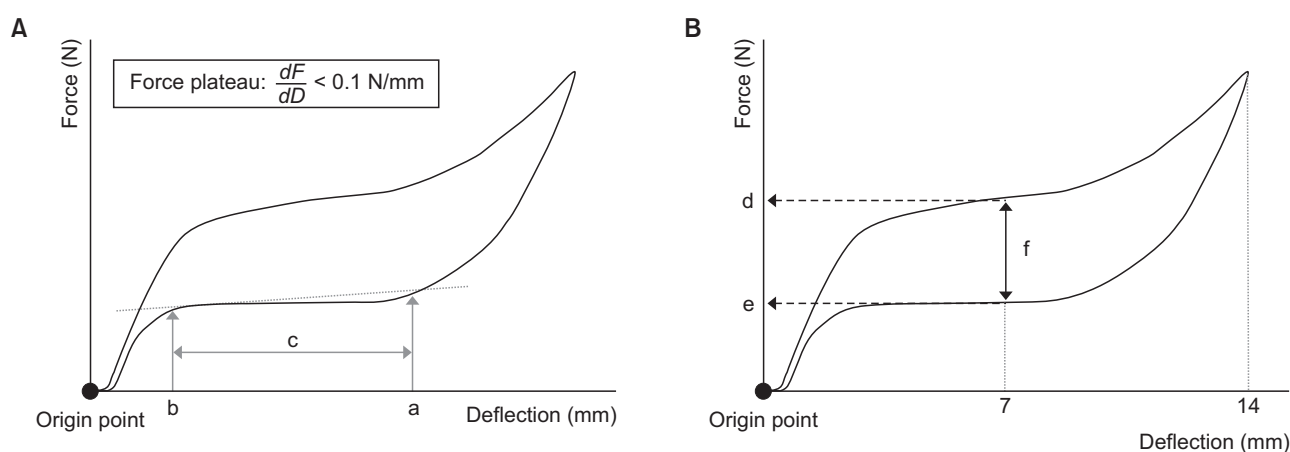 A
Force (N)
Force plateau: dF/dD < 0.1 N/mm
c
b
a
Origin point
Deflection (mm)
B
Force (N)
d
f
e
7
14
Origin point
Deflection (mm)